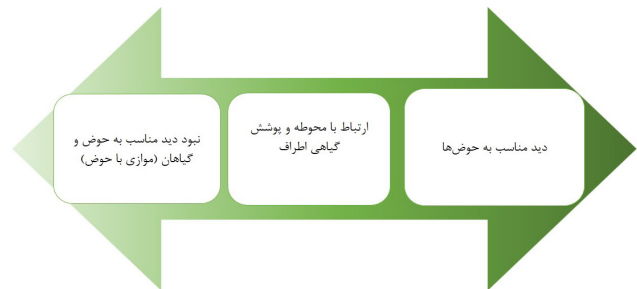 دید مناسب به حوض‌ها
ارتباط با محوطه و پوشش
گیاهی اطراف
نبود دید مناسب به حوض و
گیاهان (موازی با حوض)